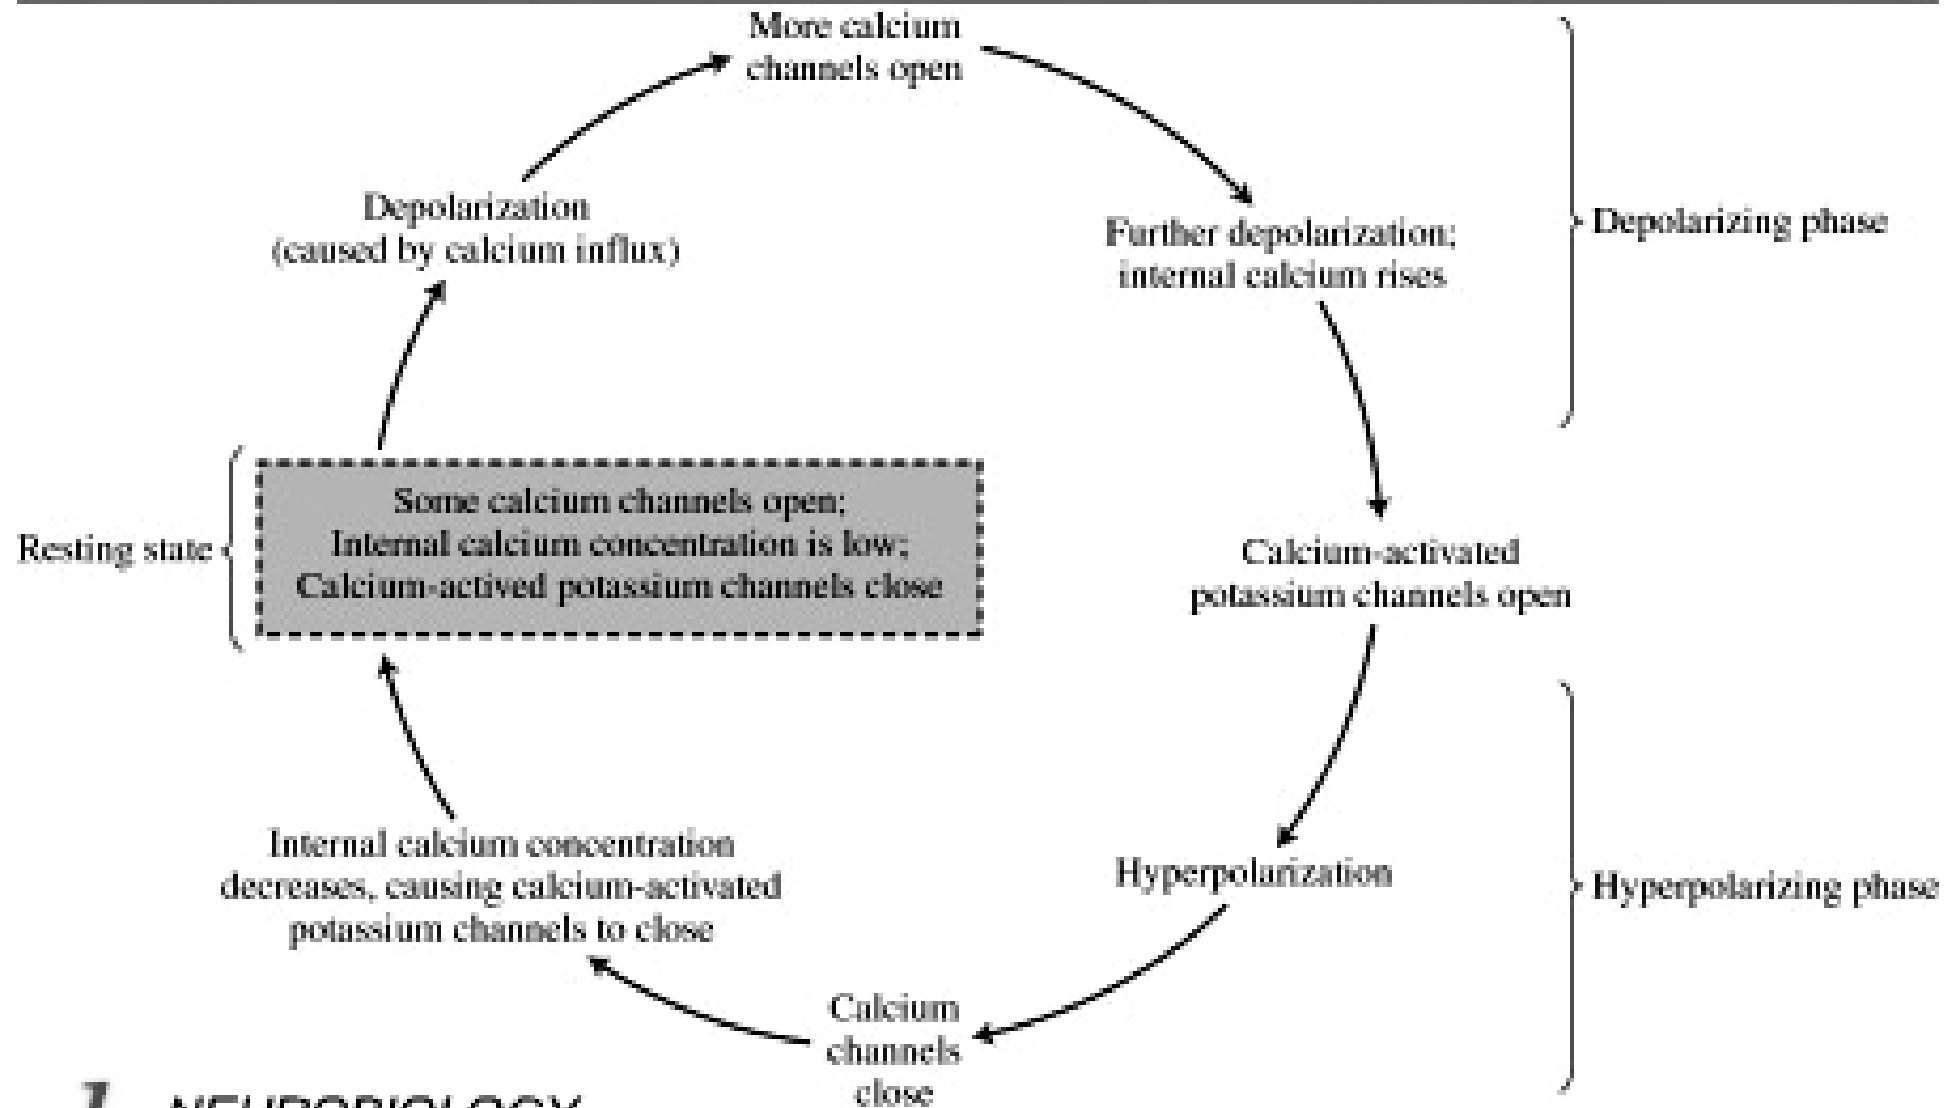 More calcium
channels open
Depolarization
(caused by calcium influx)
Further depolarization;
internal calcium rises
Depolarizing phase
Resting state
Some calcium channels open;
Internal calcium concentration is low;
Calcium-actived potassium channels close
Calcium-activated
potassium channels open
Internal calcium concentration
decreases, causing calcium-activated
potassium channels to close
Hyperpolarization
Hyperpolarizing phase
Calcium
channels
close
NEUROBIOLOGY